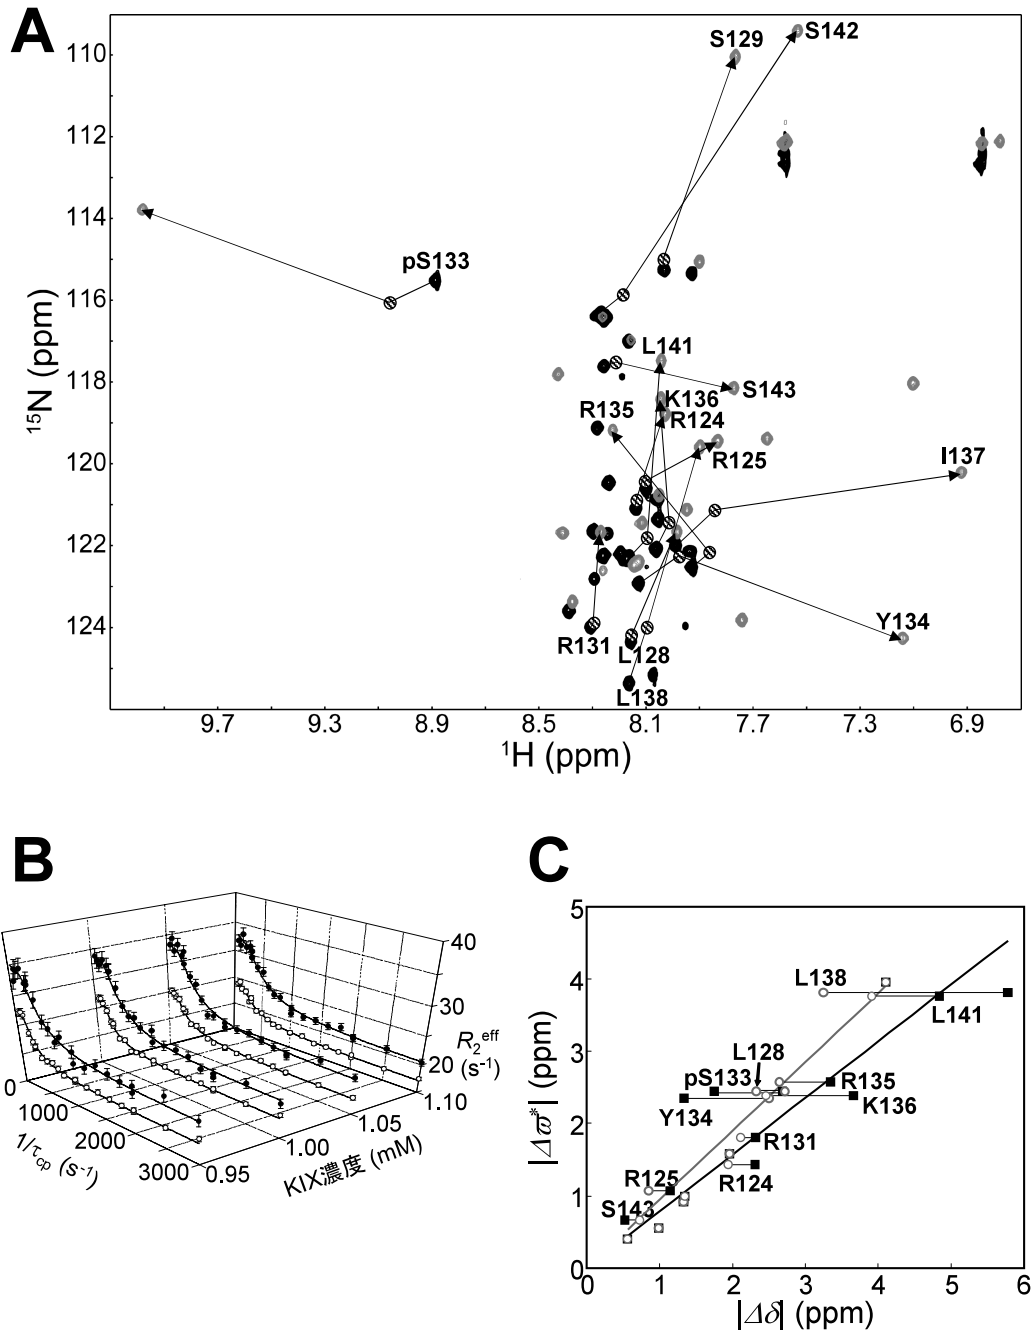 A
110
112
114
116
118
120
122
124
¹⁵N (ppm)
9.7
9.3
8.9
8.5
8.1
7.7
7.3
6.9
¹H (ppm)
S129
S142
pS133
L141
S143
K136
R135
R124
R125
I137
Y134
R131
L128
L138
B
40
30
20
R₂ᵉᶠᶠ
(s⁻¹)
0
1000
2000
3000
1/τcp (s⁻¹)
0.95
1.00
1.05
1.10
KIX濃度 (mM)
C
5
4
3
2
1
0
|Δϖ*| (ppm)
0
1
2
3
4
5
6
|Δδ| (ppm)
L138
L141
L128
pS133
R135
Y134
K136
R131
R124
R125
S143